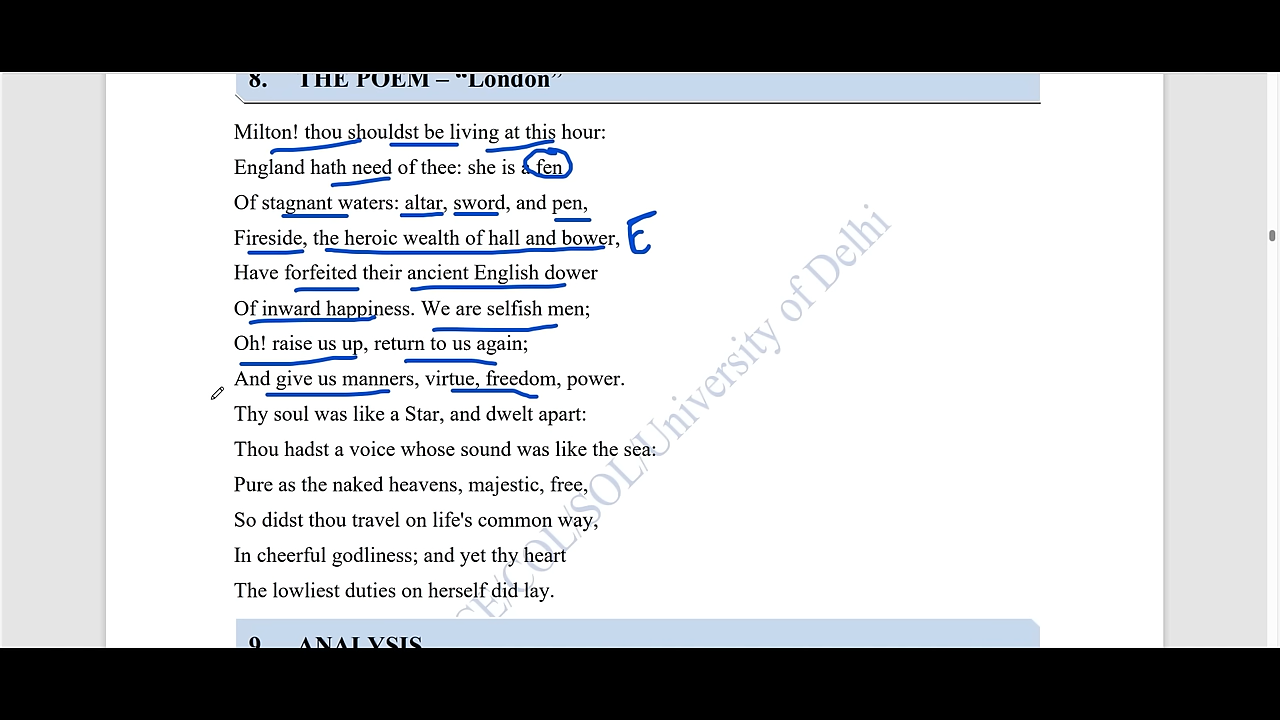 8. THE POEM – “London”
Milton! thou shouldst be living at this hour:
England hath need of thee: she is a fen
Of stagnant waters: altar, sword, and pen,
Fireside, the heroic wealth of hall and bower, E
Have forfeited their ancient English dower
Of inward happiness. We are selfish men;
Oh! raise us up, return to us again;
And give us manners, virtue, freedom, power.
Thy soul was like a Star, and dwelt apart:
Thou hadst a voice whose sound was like the sea:
Pure as the naked heavens, majestic, free,
So didst thou travel on life's common way,
In cheerful godliness; and yet thy heart
The lowliest duties on herself did lay.
CE/COL/SOL/University of Delhi
9. ANALYSIS